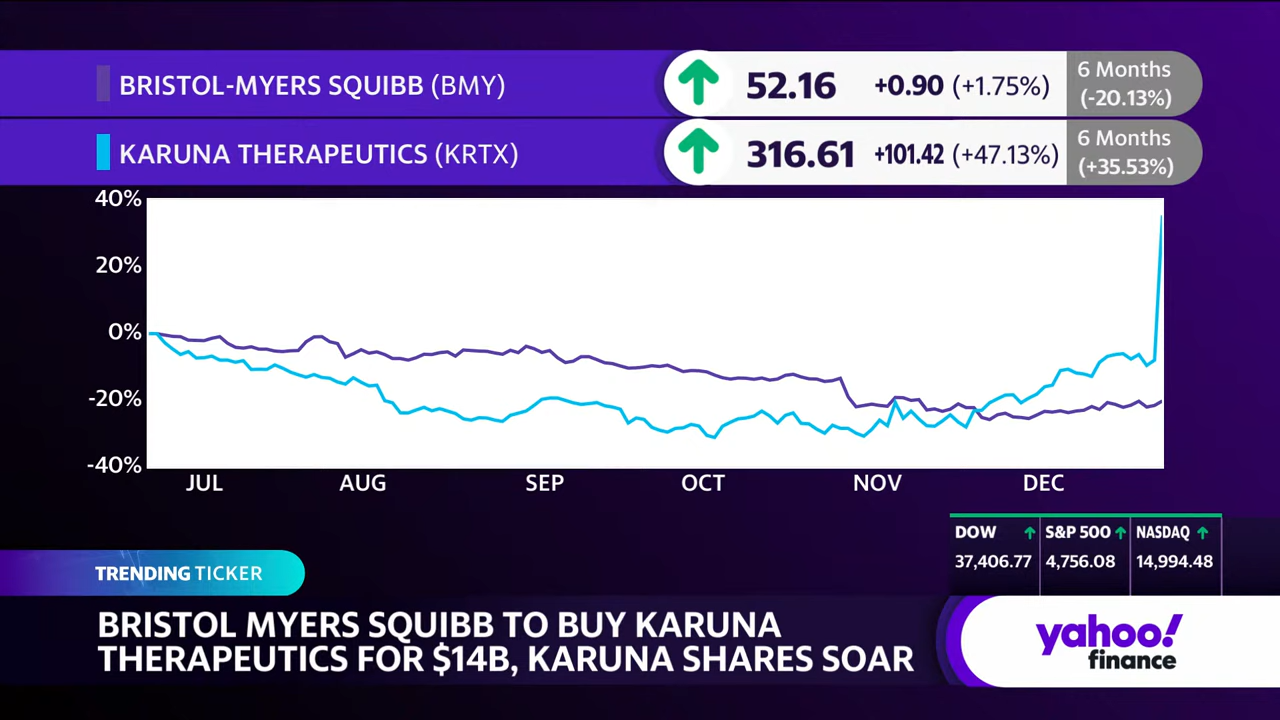 BRISTOL-MYERS SQUIBB (BMY) 52.16 +0.90 (+1.75%) 6 Months
(-20.13%)
KARUNA THERAPEUTICS (KRTX) 316.61 +101.42 (+47.13%) 6 Months
(+35.53%)
40%
20%
0%
-20%
-40%
JUL AUG SEP OCT NOV DEC
DOW S&P 500 NASDAQ
37,406.77 4,756.08 14,994.48
TRENDING TICKER
BRISTOL MYERS SQUIBB TO BUY KARUNA
THERAPEUTICS FOR $14B, KARUNA SHARES SOAR
yahoo!
finance